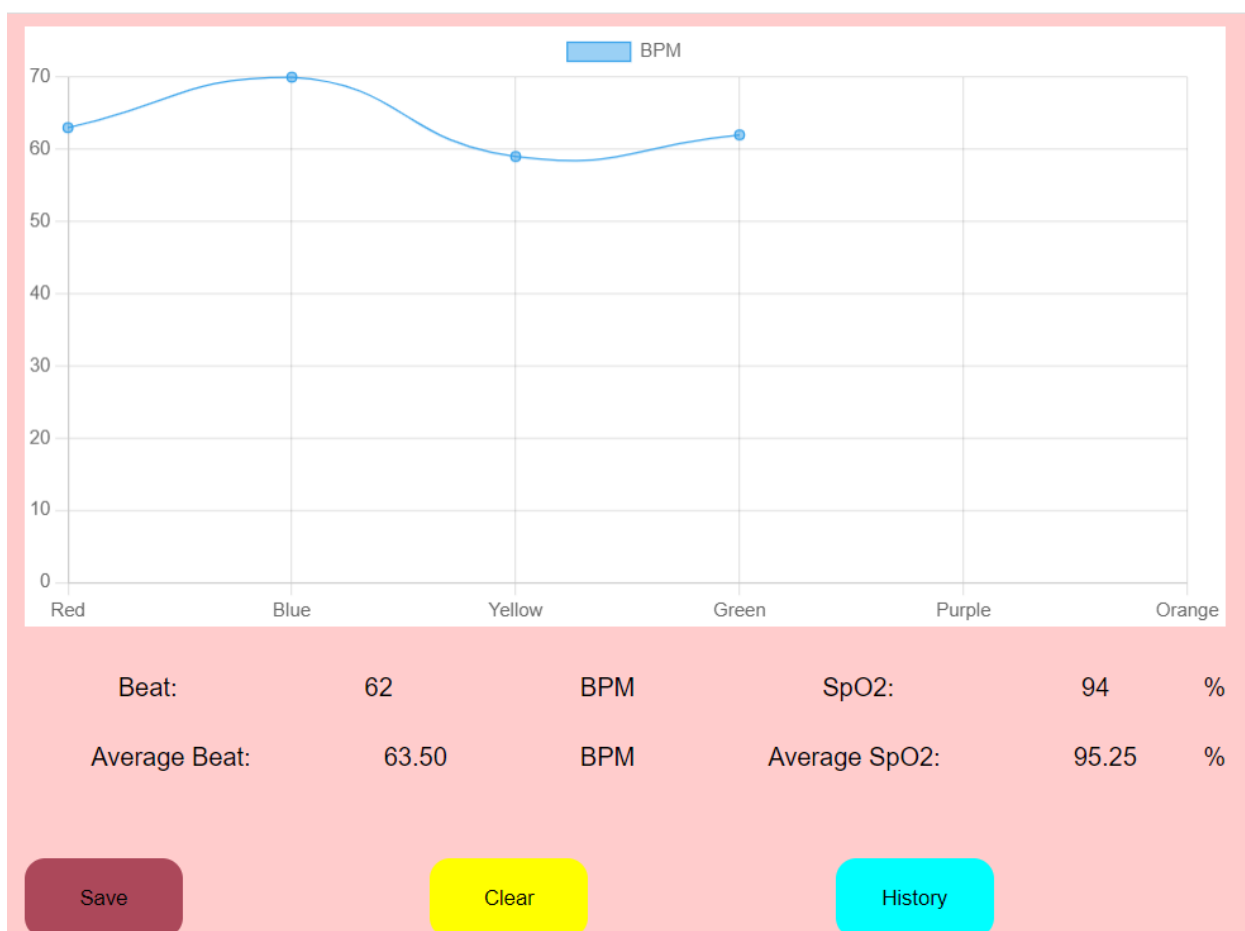 BPM
70
60
50
40
30
20
10
0
Red Blue Yellow Green Purple Orange
Beat: 62 BPM SpO2: 94 %
Average Beat: 63.50 BPM Average SpO2: 95.25 %
Save Clear History